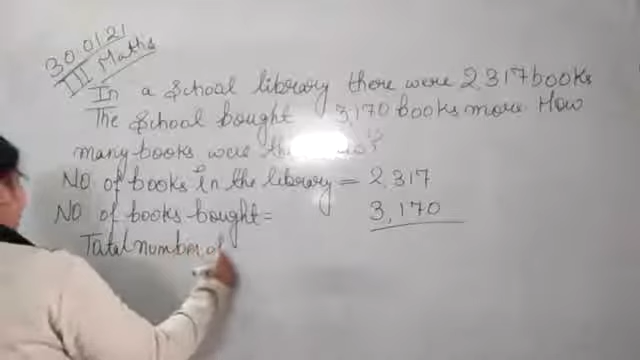 30.01.21
III Maths
In a School library there were 2,317 books
The School bought 3,170 books more. How
many books were
No of books in the library = 2,317
No of books bought = 3,170
Tatal number of